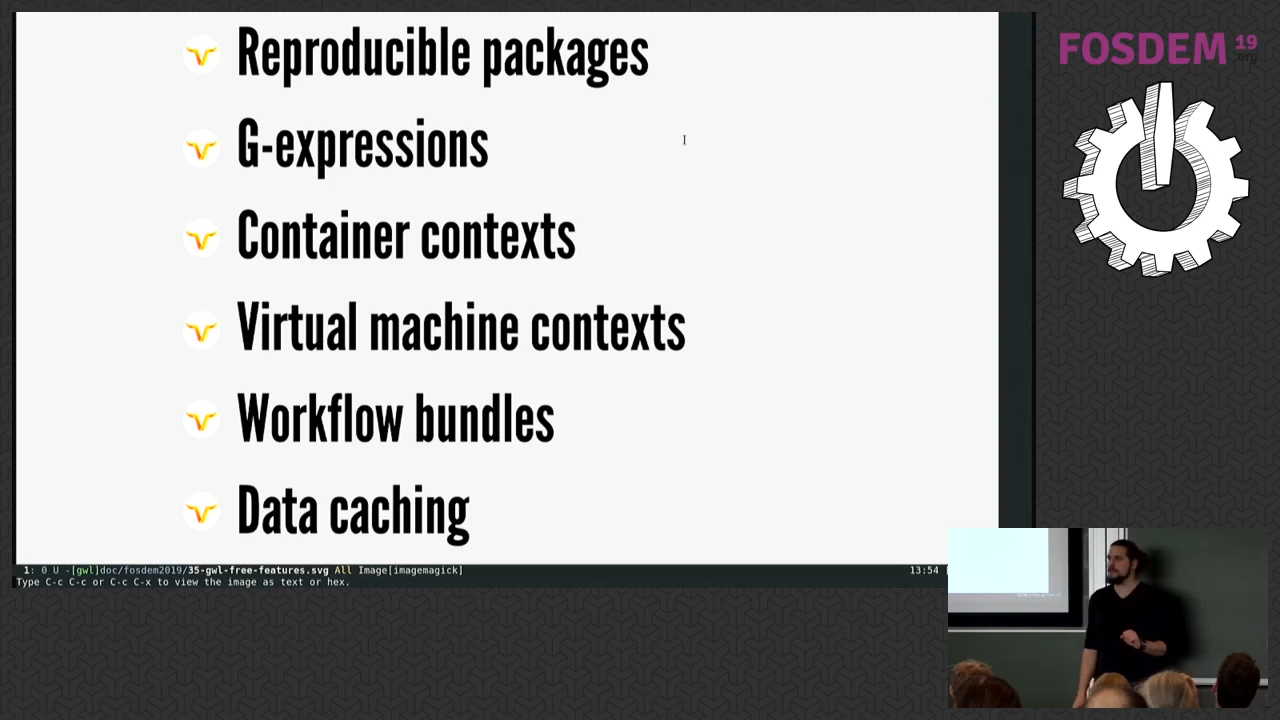 Reproducible packages
G-expressions
Container contexts
Virtual machine contexts
Workflow bundles
Data caching
1: 0 U -[gwl]doc/fosdem2019/35-gwl-free-features.svg All Image[imagemagick] 13:54
Type C-c C-c or C-c C-x to view the image as text or hex.
FOSDEM 19
.org